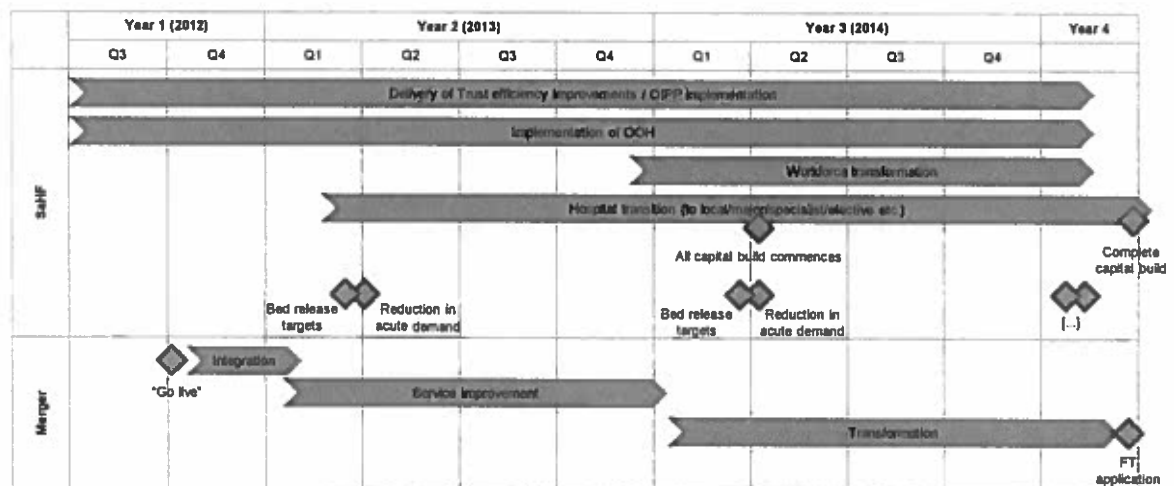 Year 1 (2012) Year 2 (2013) Year 3 (2014) Year 4
Q3 Q4 Q1 Q2 Q3 Q4 Q1 Q2 Q3 Q4
SaHF
Delivery of Trust efficiency improvements / QIPP implementation
Implementation of OOH
Workforce transformation
Hospital transition (to local/major/specialist/elective etc.)
All capital build commences
Complete
capital build
Bed release
targets
Reduction in
acute demand
Bed release
targets
Reduction in
acute demand
[...]
Merger
Integration
"Go live"
Service improvement
Transformation
FT
application